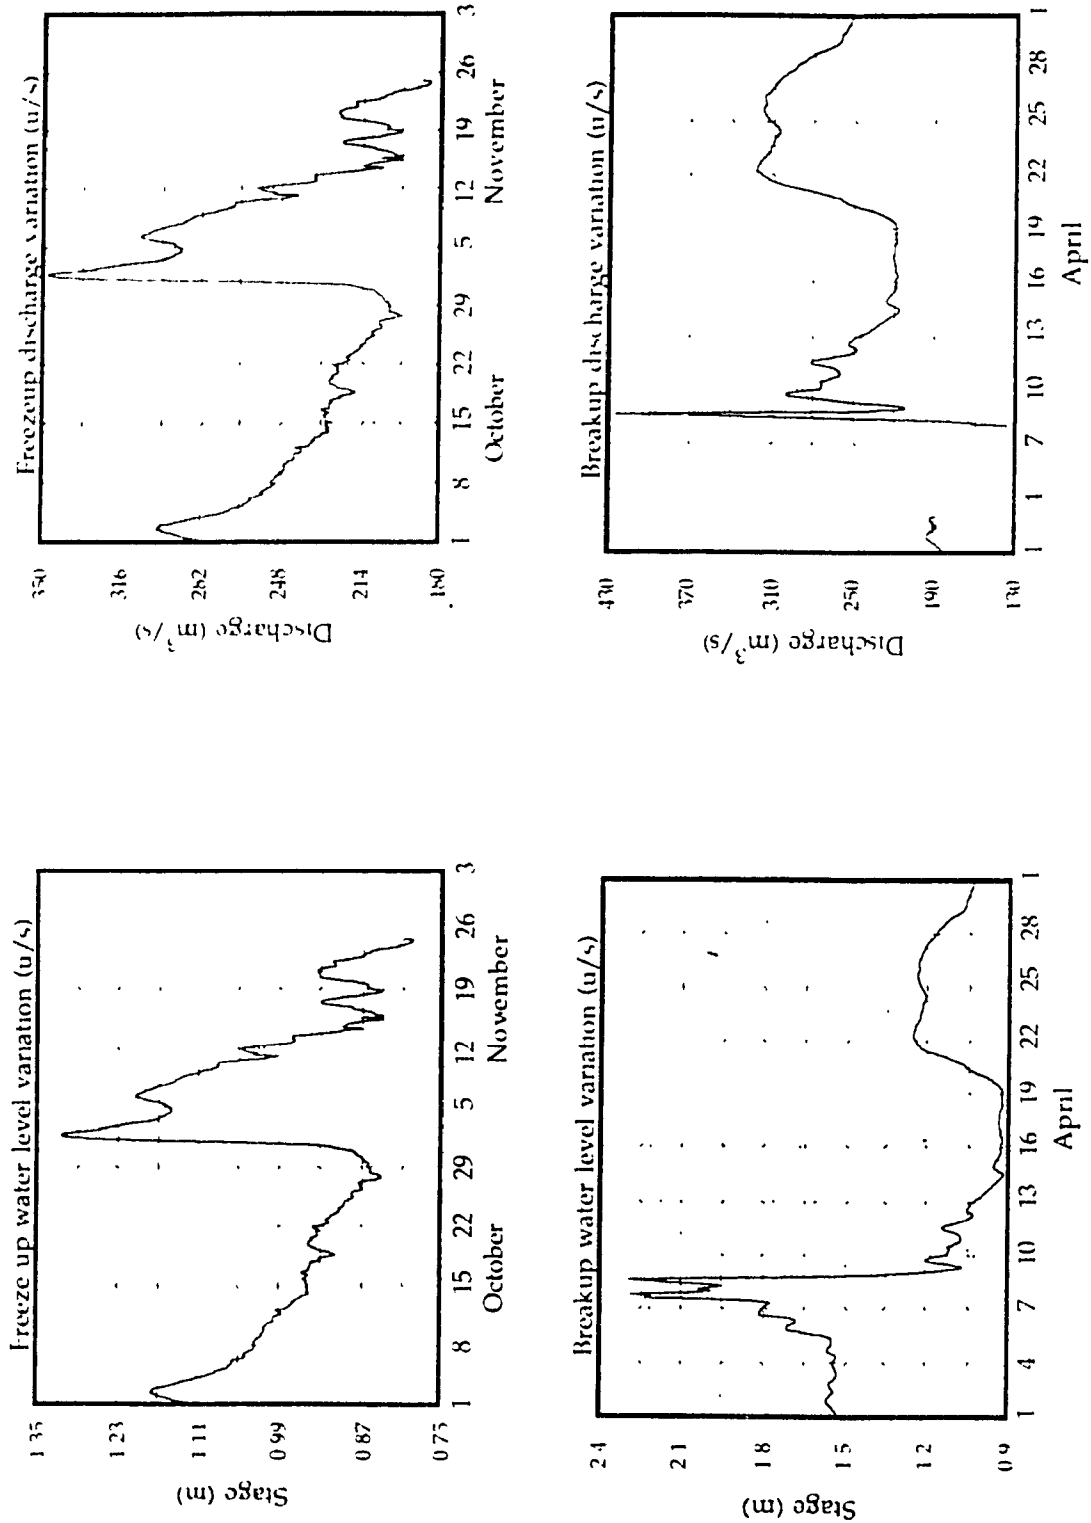 Freeze up water level variation (u/s)
Stage (m)
1 35
1 23
1 11
0 99
0 87
0 75
1 8 15 22 29 5 12 19 26 3
October November
Freezeup discharge variation (u/s)
Discharge (m³/s)
350
316
282
248
214
180
1 8 15 22 29 5 12 19 26 3
October November
Breakup water level variation (u/s)
Stage (m)
2 4
2 1
1 8
1 5
1 2
0 9
1 4 7 10 13 16 19 22 25 28 1
April
Breakup discharge variation (u/s)
Discharge (m³/s)
430
370
310
250
190
130
1 7 10 13 16 19 22 25 28 1
April